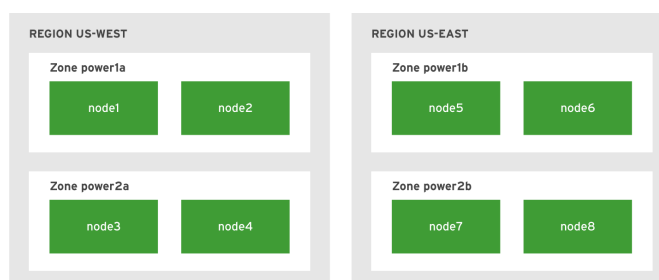 REGION US-WEST
Zone power1a
node1 node2
Zone power2a
node3 node4
REGION US-EAST
Zone power1b
node5 node6
Zone power2b
node7 node8